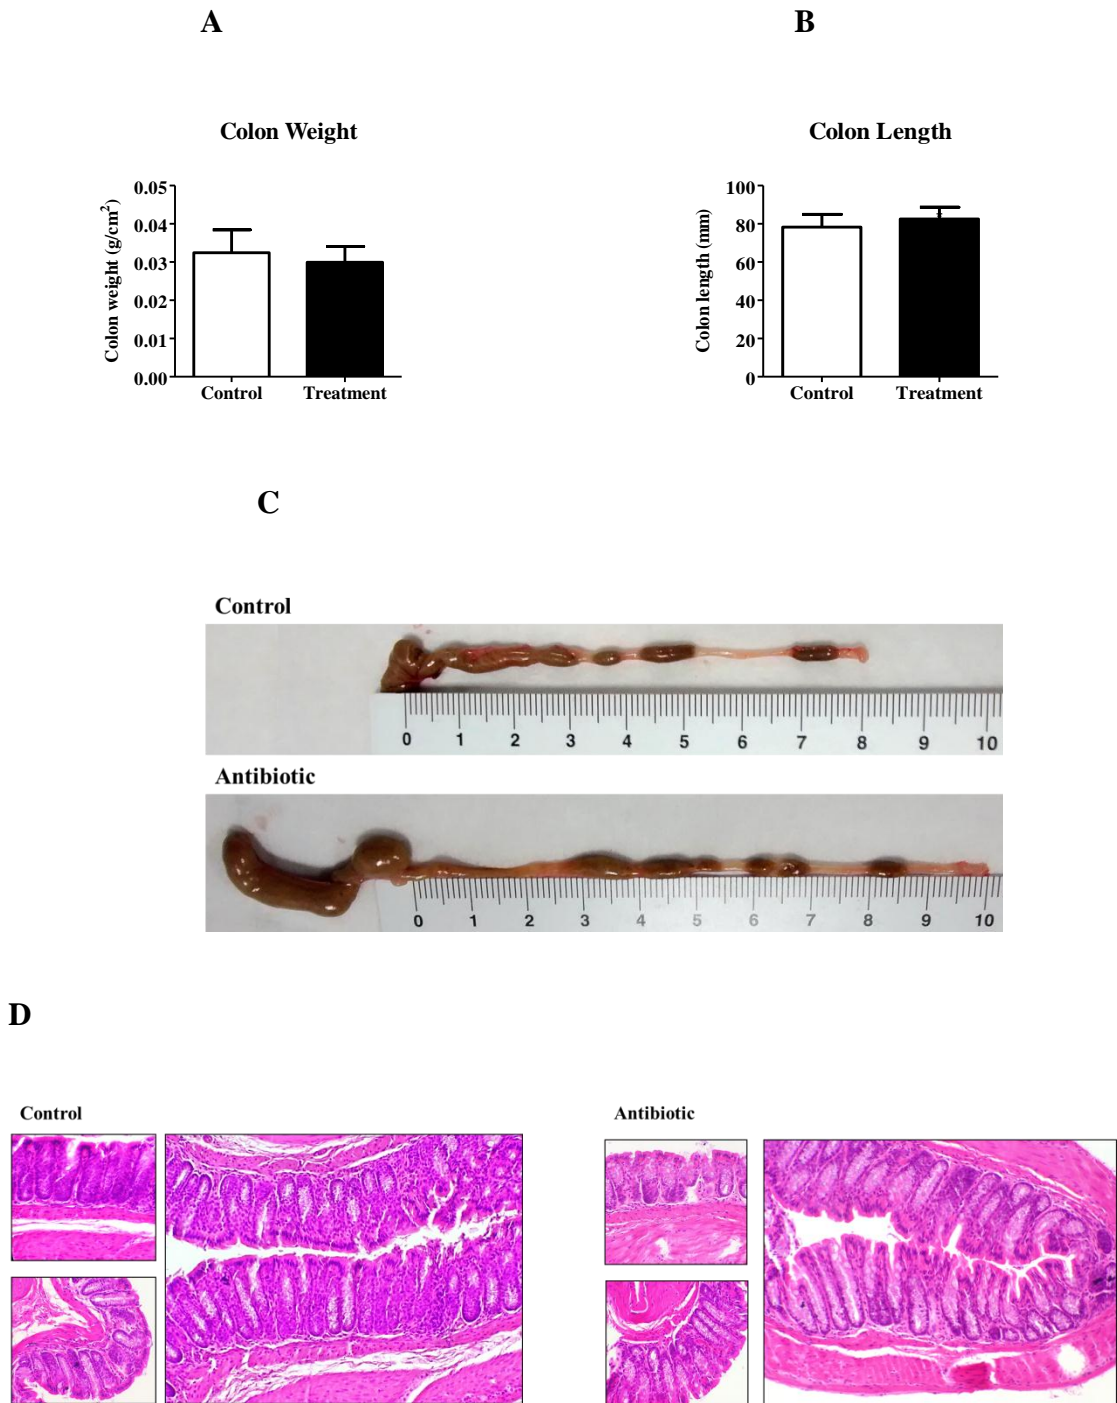 A
B
Colon Weight
Colon weight (g/cm2)
0.05
0.04
0.03
0.02
0.01
0.00
Control Treatment
Colon Length
Colon length (mm)
100
80
60
40
20
0
Control Treatment
C
Control
0 1 2 3 4 5 6 7 8 9 10
Antibiotic
0 1 2 3 4 5 6 7 8 9 10
D
Control
Antibiotic